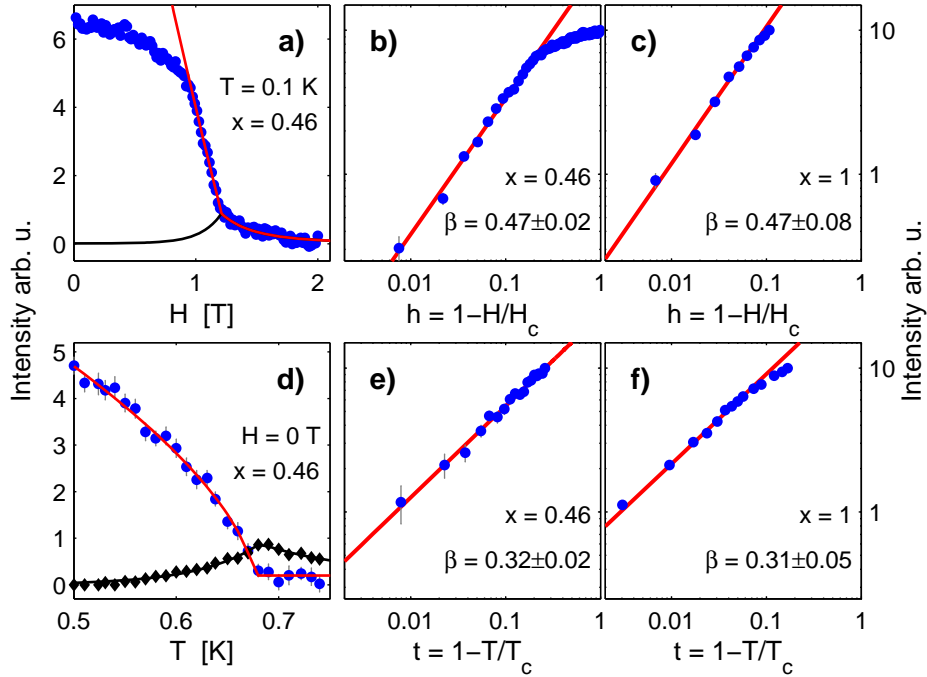 a)
T = 0.1 K
x = 0.46
6
4
2
0
0
1
2
H [T]
b)
x = 0.46
β = 0.47±0.02
0.01
0.1
1
h = 1−H/H_c
c)
x = 1
β = 0.47±0.08
10
1
0.01
0.1
1
h = 1−H/H_c
Intensity arb. u.
Intensity arb. u.
d)
H = 0 T
x = 0.46
5
4
3
2
1
0
0.5
0.6
0.7
T [K]
e)
x = 0.46
β = 0.32±0.02
0.01
0.1
1
t = 1−T/T_c
f)
x = 1
β = 0.31±0.05
10
1
0.01
0.1
1
t = 1−T/T_c